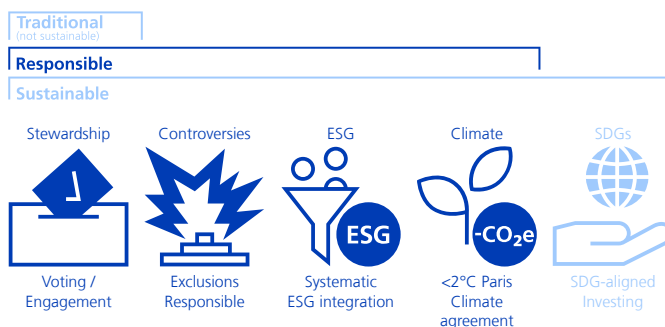 Traditional
(not sustainable)
Responsible
Sustainable
Stewardship Controversies ESG Climate SDGs
ESG -CO₂e
Voting / Exclusions Systematic <2°C Paris SDG-aligned
Engagement Responsible ESG integration Climate Investing
agreement